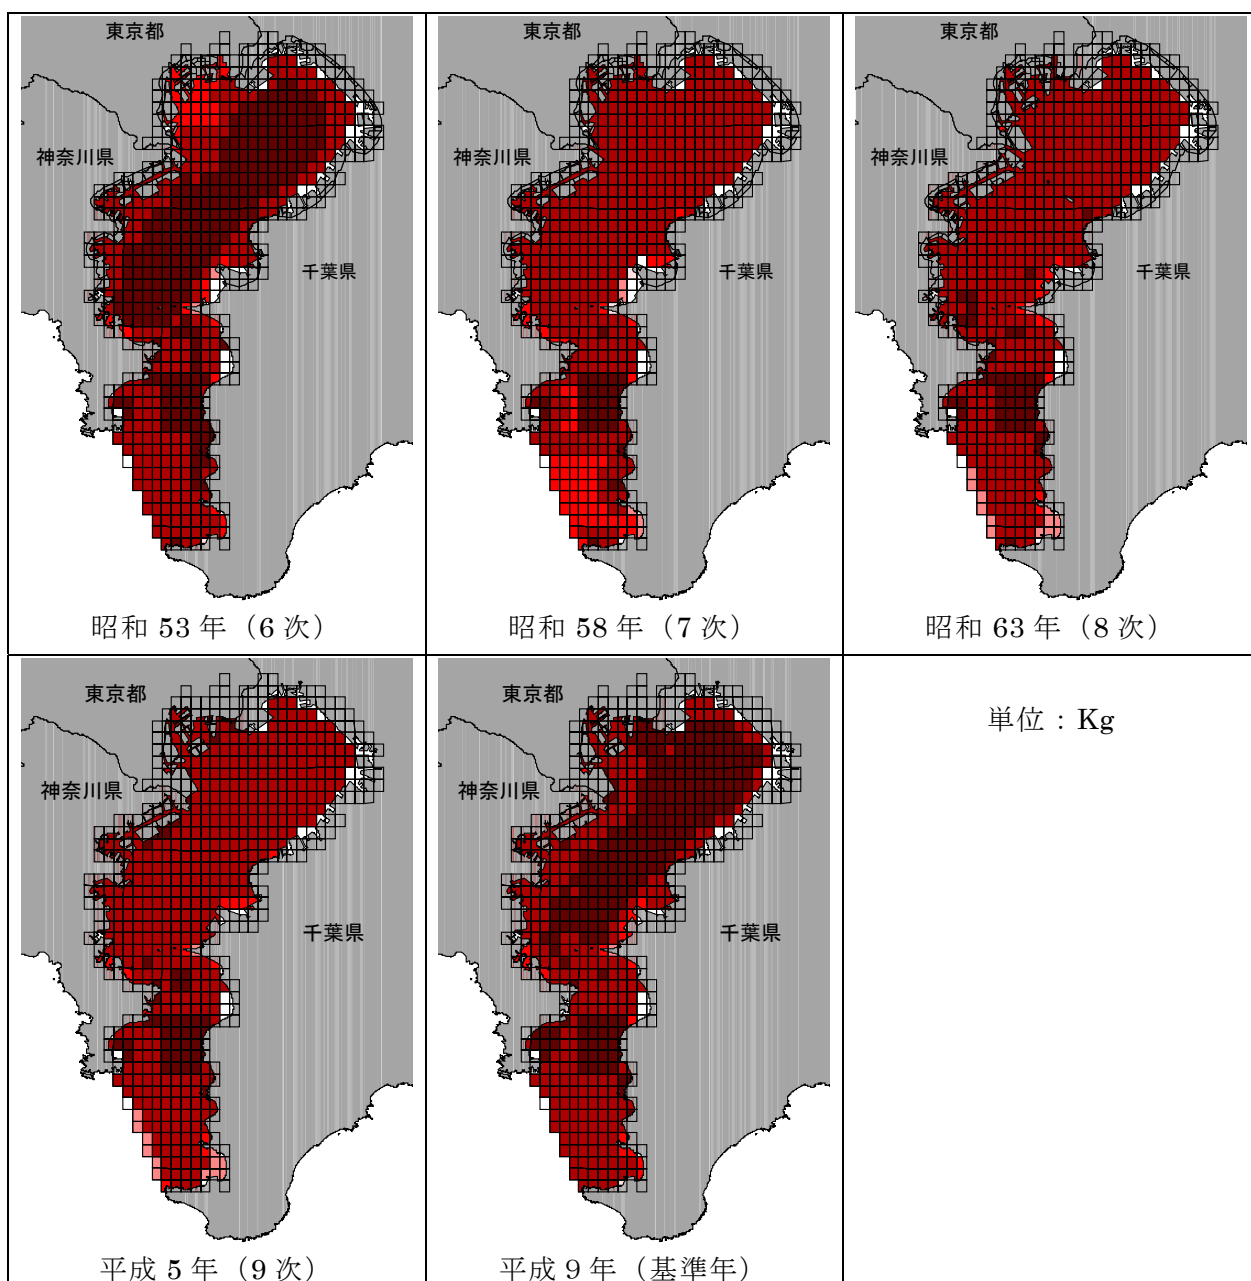 東京都
神奈川県
千葉県
昭和 53 年（6 次）
東京都
神奈川県
千葉県
昭和 58 年（7 次）
東京都
神奈川県
千葉県
昭和 63 年（8 次）
東京都
神奈川県
千葉県
平成 5 年（9 次）
東京都
神奈川県
千葉県
平成 9 年（基準年）
単位：Kg